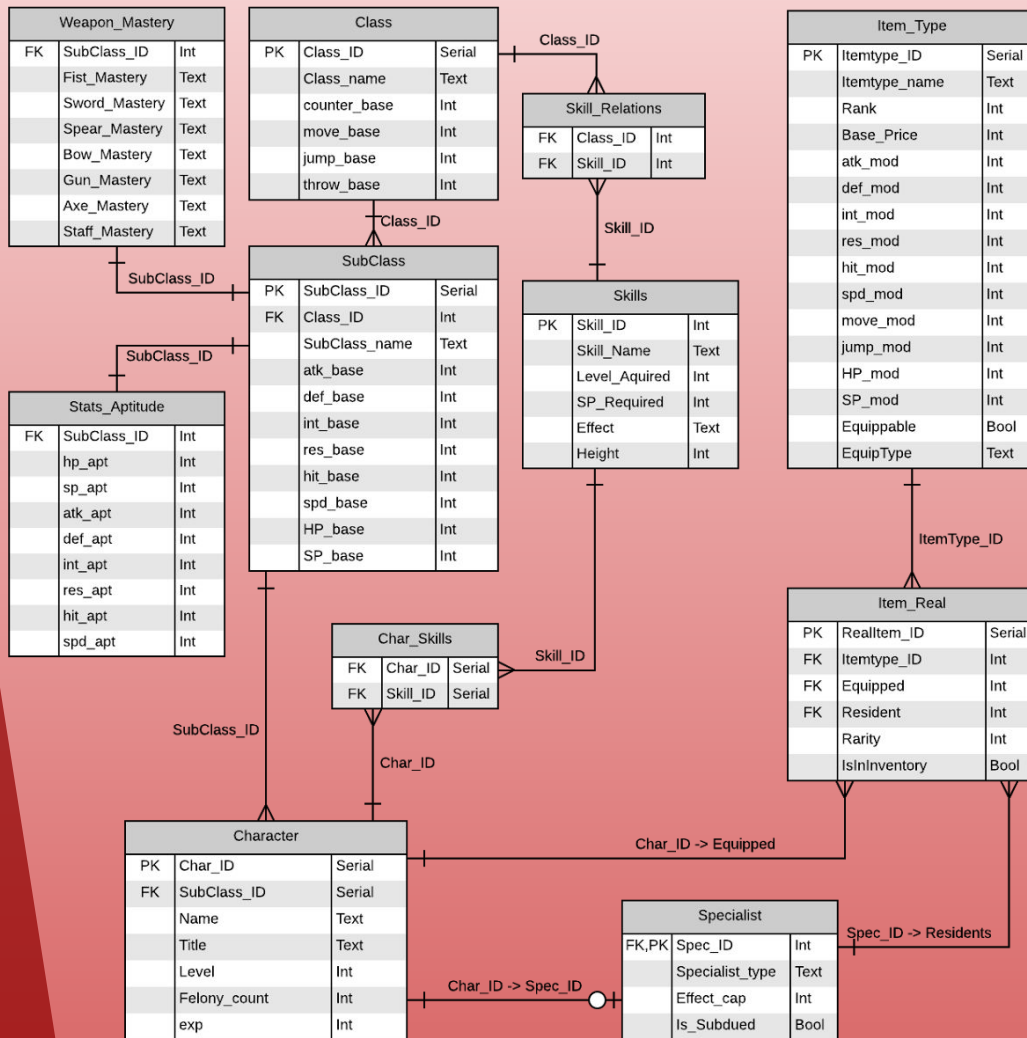 Weapon_Mastery
FK SubClass_ID Int
Fist_Mastery Text
Sword_Mastery Text
Spear_Mastery Text
Bow_Mastery Text
Gun_Mastery Text
Axe_Mastery Text
Staff_Mastery Text
Class
PK Class_ID Serial
Class_name Text
counter_base Int
move_base Int
jump_base Int
throw_base Int
Class_ID
Skill_Relations
FK Class_ID Int
FK Skill_ID Int
Item_Type
PK Itemtype_ID Serial
Itemtype_name Text
Rank Int
Base_Price Int
atk_mod Int
def_mod Int
int_mod Int
res_mod Int
hit_mod Int
spd_mod Int
move_mod Int
jump_mod Int
HP_mod Int
SP_mod Int
Equippable Bool
EquipType Text
Class_ID
Skill_ID
SubClass_ID
SubClass
PK SubClass_ID Serial
FK Class_ID Int
SubClass_name Text
atk_base Int
def_base Int
int_base Int
res_base Int
hit_base Int
spd_base Int
HP_base Int
SP_base Int
SubClass_ID
Skills
PK Skill_ID Int
Skill_Name Text
Level_Aquired Int
SP_Required Int
Effect Text
Height Int
Stats_Aptitude
FK SubClass_ID Int
hp_apt Int
sp_apt Int
atk_apt Int
def_apt Int
int_apt Int
res_apt Int
hit_apt Int
spd_apt Int
ItemType_ID
Item_Real
PK RealItem_ID Serial
FK Itemtype_ID Int
FK Equipped Int
FK Resident Int
Rarity Int
IsInInventory Bool
Char_Skills
FK Char_ID Serial
FK Skill_ID Serial
Skill_ID
SubClass_ID
Char_ID
Character
PK Char_ID Serial
FK SubClass_ID Serial
Name Text
Title Text
Level Int
Felony_count Int
exp Int
Char_ID -> Equipped
Specialist
FK,PK Spec_ID Int
Specialist_type Text
Effect_cap Int
Is_Subdued Bool
Spec_ID -> Residents
Char_ID -> Spec_ID